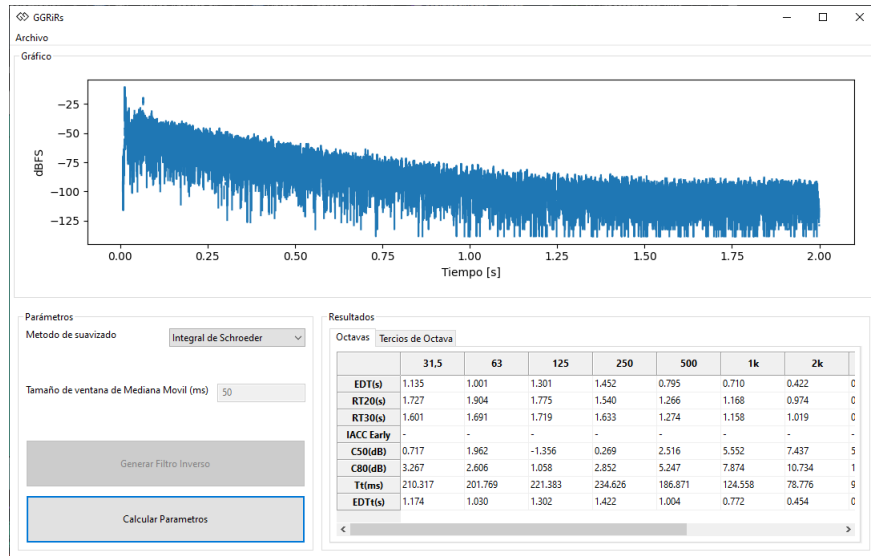 GGRiRs
Archivo
Gráfico
dBFS
−25
−50
−75
−100
−125
0.00 0.25 0.50 0.75 1.00 1.25 1.50 1.75 2.00
Tiempo [s]
Parámetros
Metodo de suavizado Integral de Schroeder
Tamaño de ventana de Mediana Movil (ms) 50
Generar Filtro Inverso
Calcular Parametros
Resultados
Octavas Tercios de Octava
31,5 63 125 250 500 1k 2k
EDT(s) 1.135 1.001 1.301 1.452 0.795 0.710 0.422
RT20(s) 1.727 1.904 1.775 1.540 1.266 1.168 0.974
RT30(s) 1.601 1.691 1.719 1.633 1.274 1.158 1.019
IACC Early - - - - - - -
C50(dB) 0.717 1.962 -1.356 0.269 2.516 5.552 7.437
C80(dB) 3.267 2.606 1.058 2.852 5.247 7.874 10.734
Tt(ms) 210.317 201.769 221.383 234.626 186.871 124.558 78.776
EDTt(s) 1.174 1.030 1.302 1.422 1.004 0.772 0.454